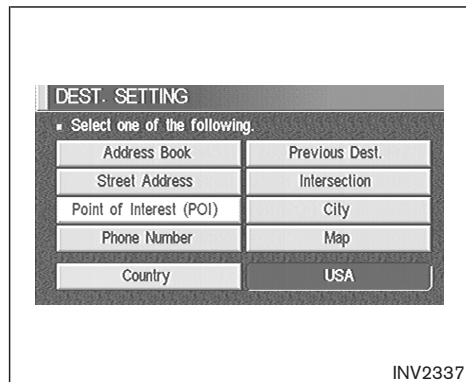 DEST. SETTING
Select one of the following.
Address Book
Previous Dest.
Street Address
Intersection
Point of Interest (POI)
City
Phone Number
Map
Country
USA
INV2337